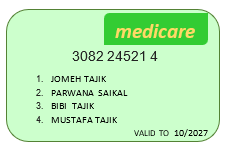 medicare
3082 24521 4
1. JOMEH TAJIK
2. PARWANA SAIKAL
3. BIBI TAJIK
4. MUSTAFA TAJIK
VALID TO 10/2027